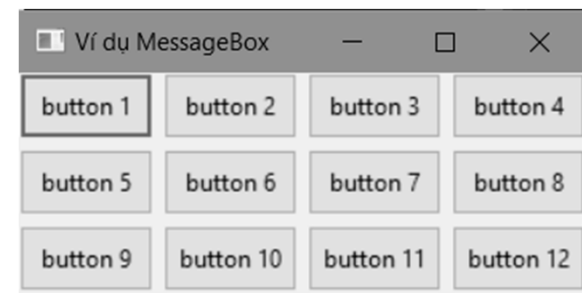 Ví dụ MessageBox
button 1 button 2 button 3 button 4
button 5 button 6 button 7 button 8
button 9 button 10 button 11 button 12